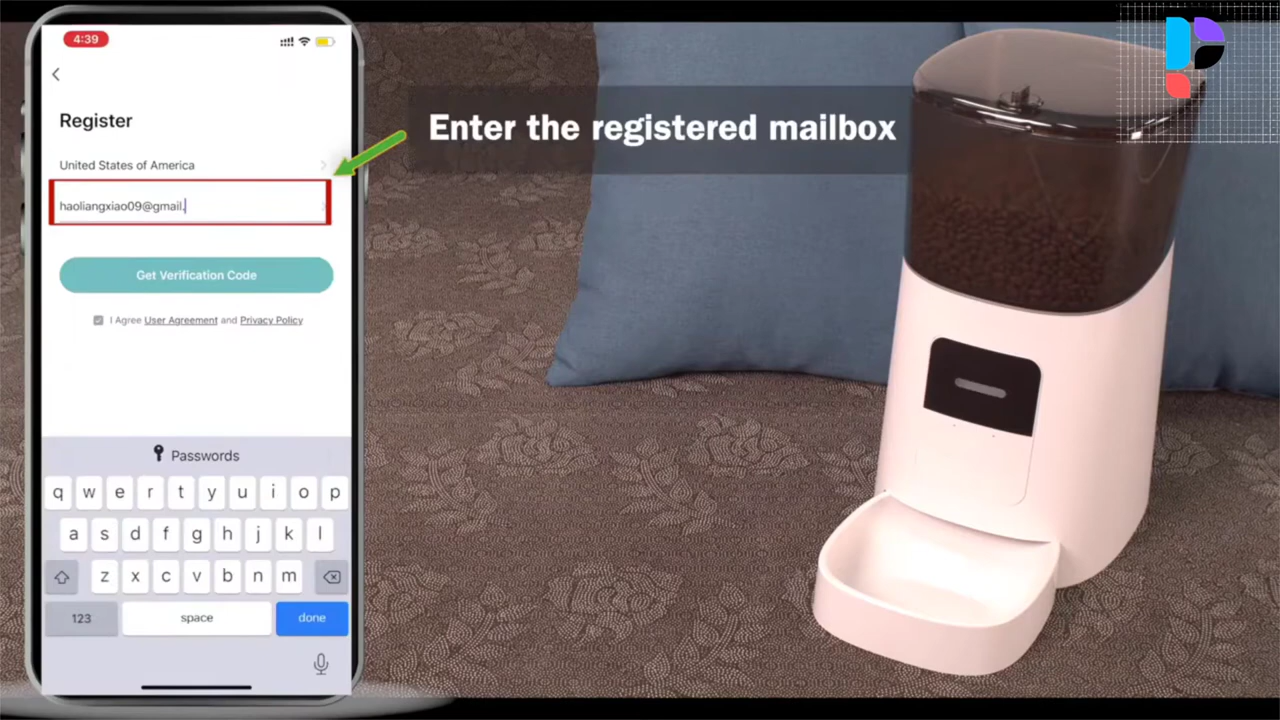 4:39
Register
United States of America
haoliangxiao09@gmail.
Get Verification Code
I Agree User Agreement and Privacy Policy
Passwords
q w e r t y u i o p
a s d f g h j k l
z x c v b n m
123 space done
Enter the registered mailbox